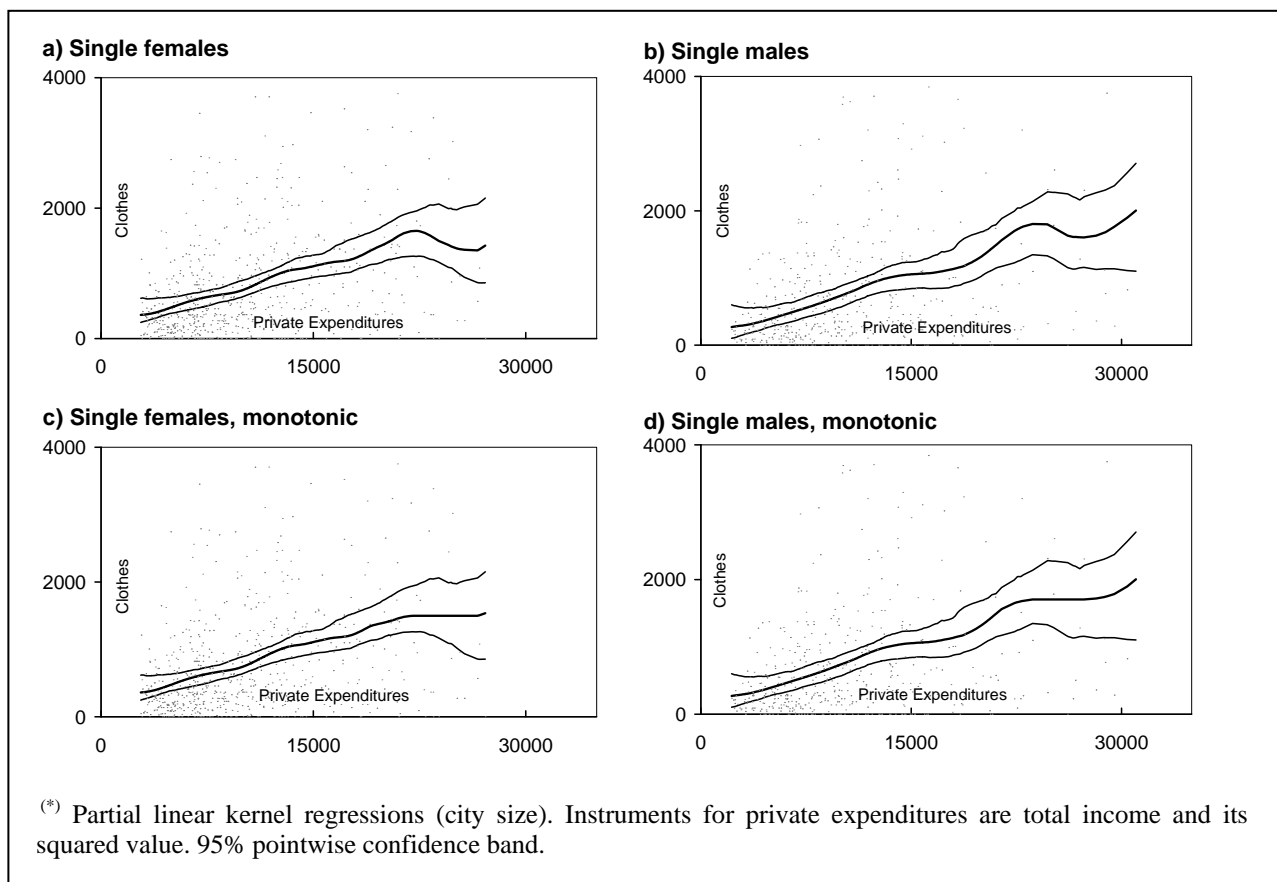 a) Single females
4000
2000
0
Clothes
Private Expenditures
0 15000 30000
b) Single males
4000
2000
0
Clothes
Private Expenditures
0 15000 30000
c) Single females, monotonic
4000
2000
0
Clothes
Private Expenditures
0 15000 30000
d) Single males, monotonic
4000
2000
0
Clothes
Private Expenditures
0 15000 30000
(*) Partial linear kernel regressions (city size). Instruments for private expenditures are total income and its
squared value. 95% pointwise confidence band.